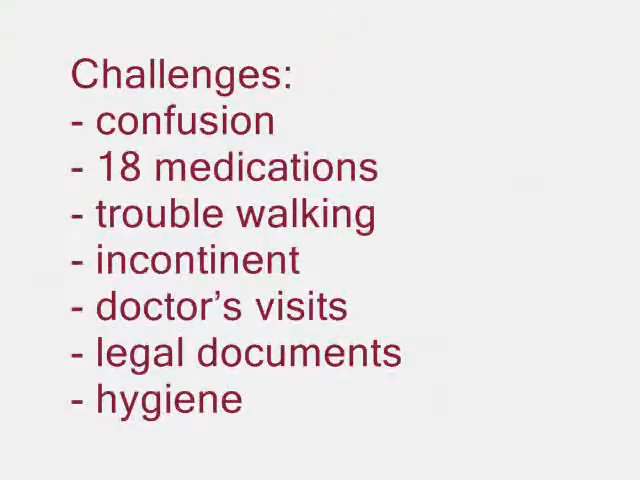 Challenges:
- confusion
- 18 medications
- trouble walking
- incontinent
- doctor’s visits
- legal documents
- hygiene